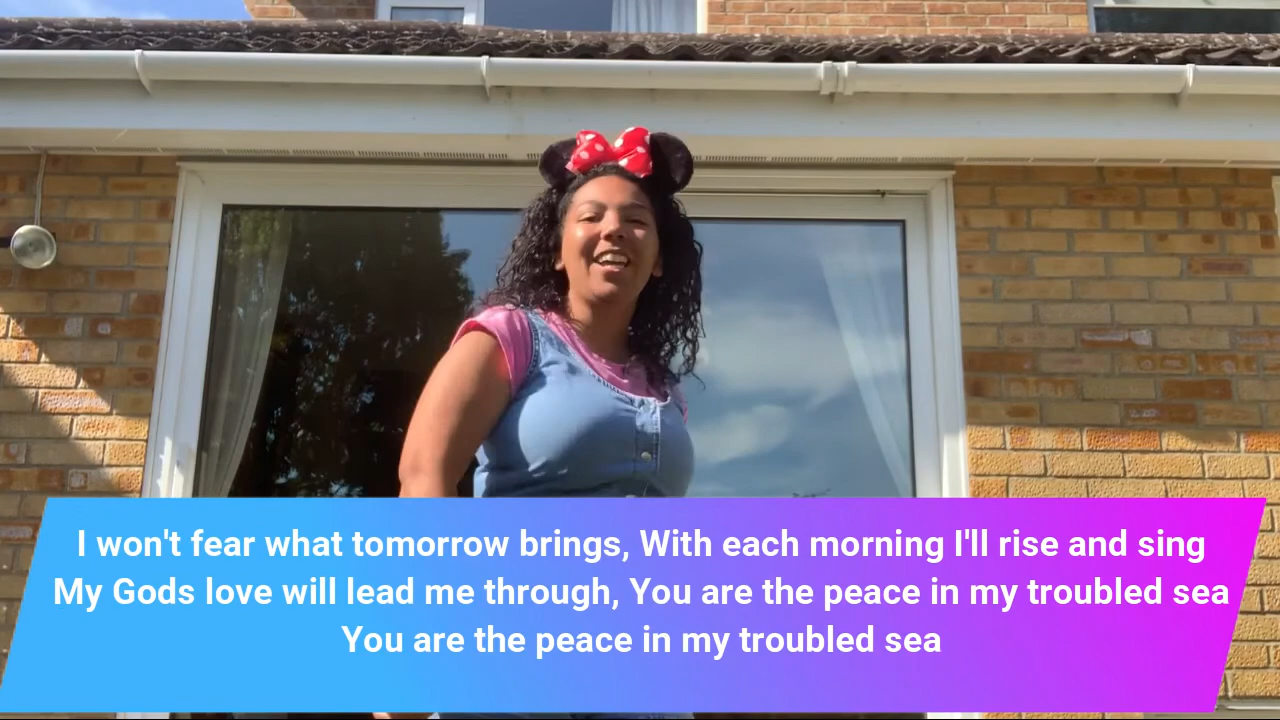 I won't fear what tomorrow brings, With each morning I'll rise and sing
My Gods love will lead me through, You are the peace in my troubled sea
You are the peace in my troubled sea